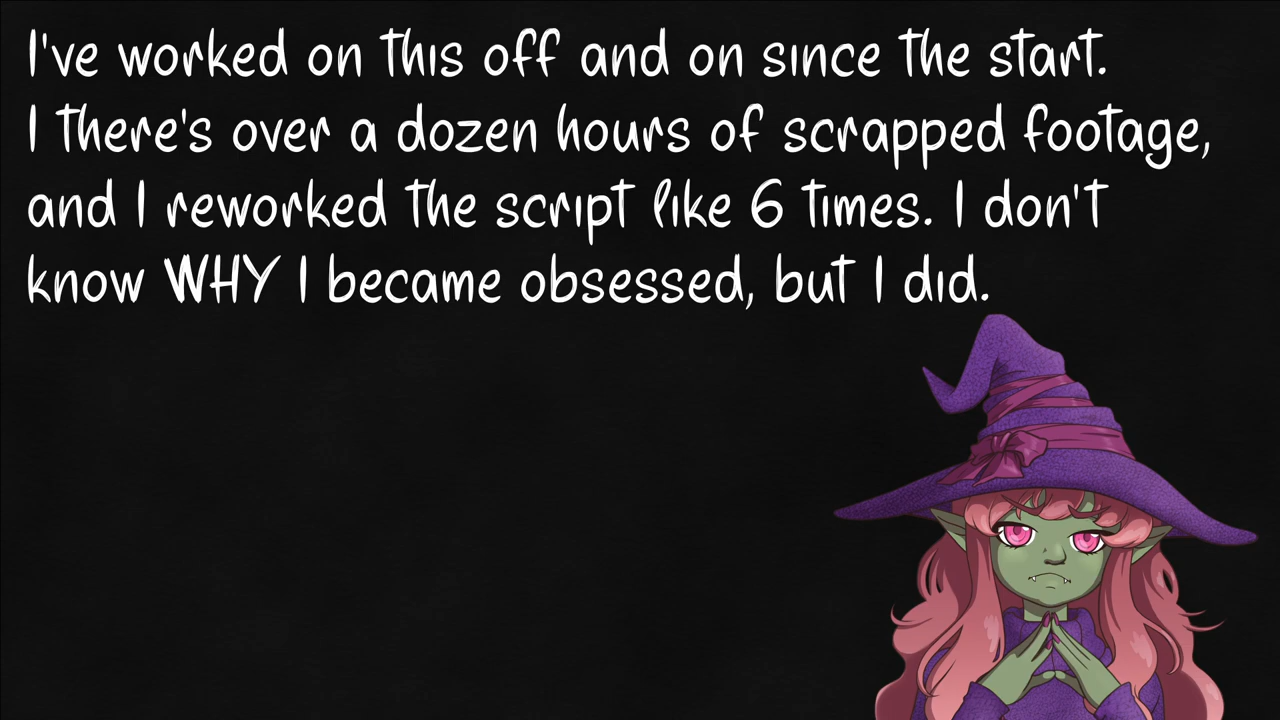 I've worked on this off and on since the start.
I there's over a dozen hours of scrapped footage,
and I reworked the script like 6 times. I don't
know WHY I became obsessed, but I did.